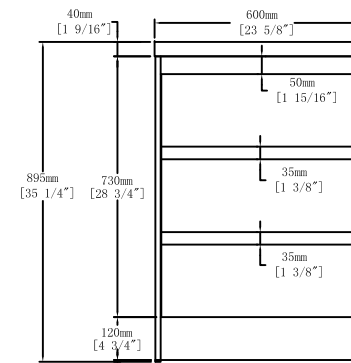 40mm
[1 9/16"]
600mm
[23 5/8"]
50mm
[1 15/16"]
895mm
[35 1/4"]
730mm
[28 3/4"]
35mm
[1 3/8"]
35mm
[1 3/8"]
120mm
[4 3/4"]